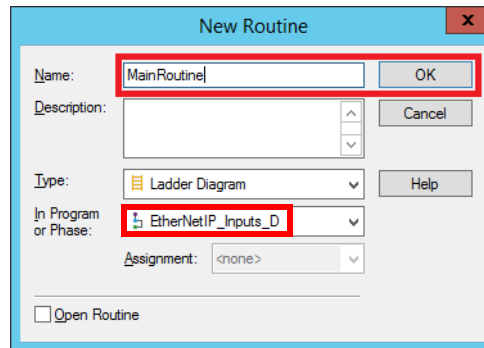 New Routine
x
Name: MainRoutine OK
Description: Cancel
Type: Ladder Diagram Help
In Program
or Phase: EtherNetIP_Inputs_D
Assignment: <none>
Open Routine